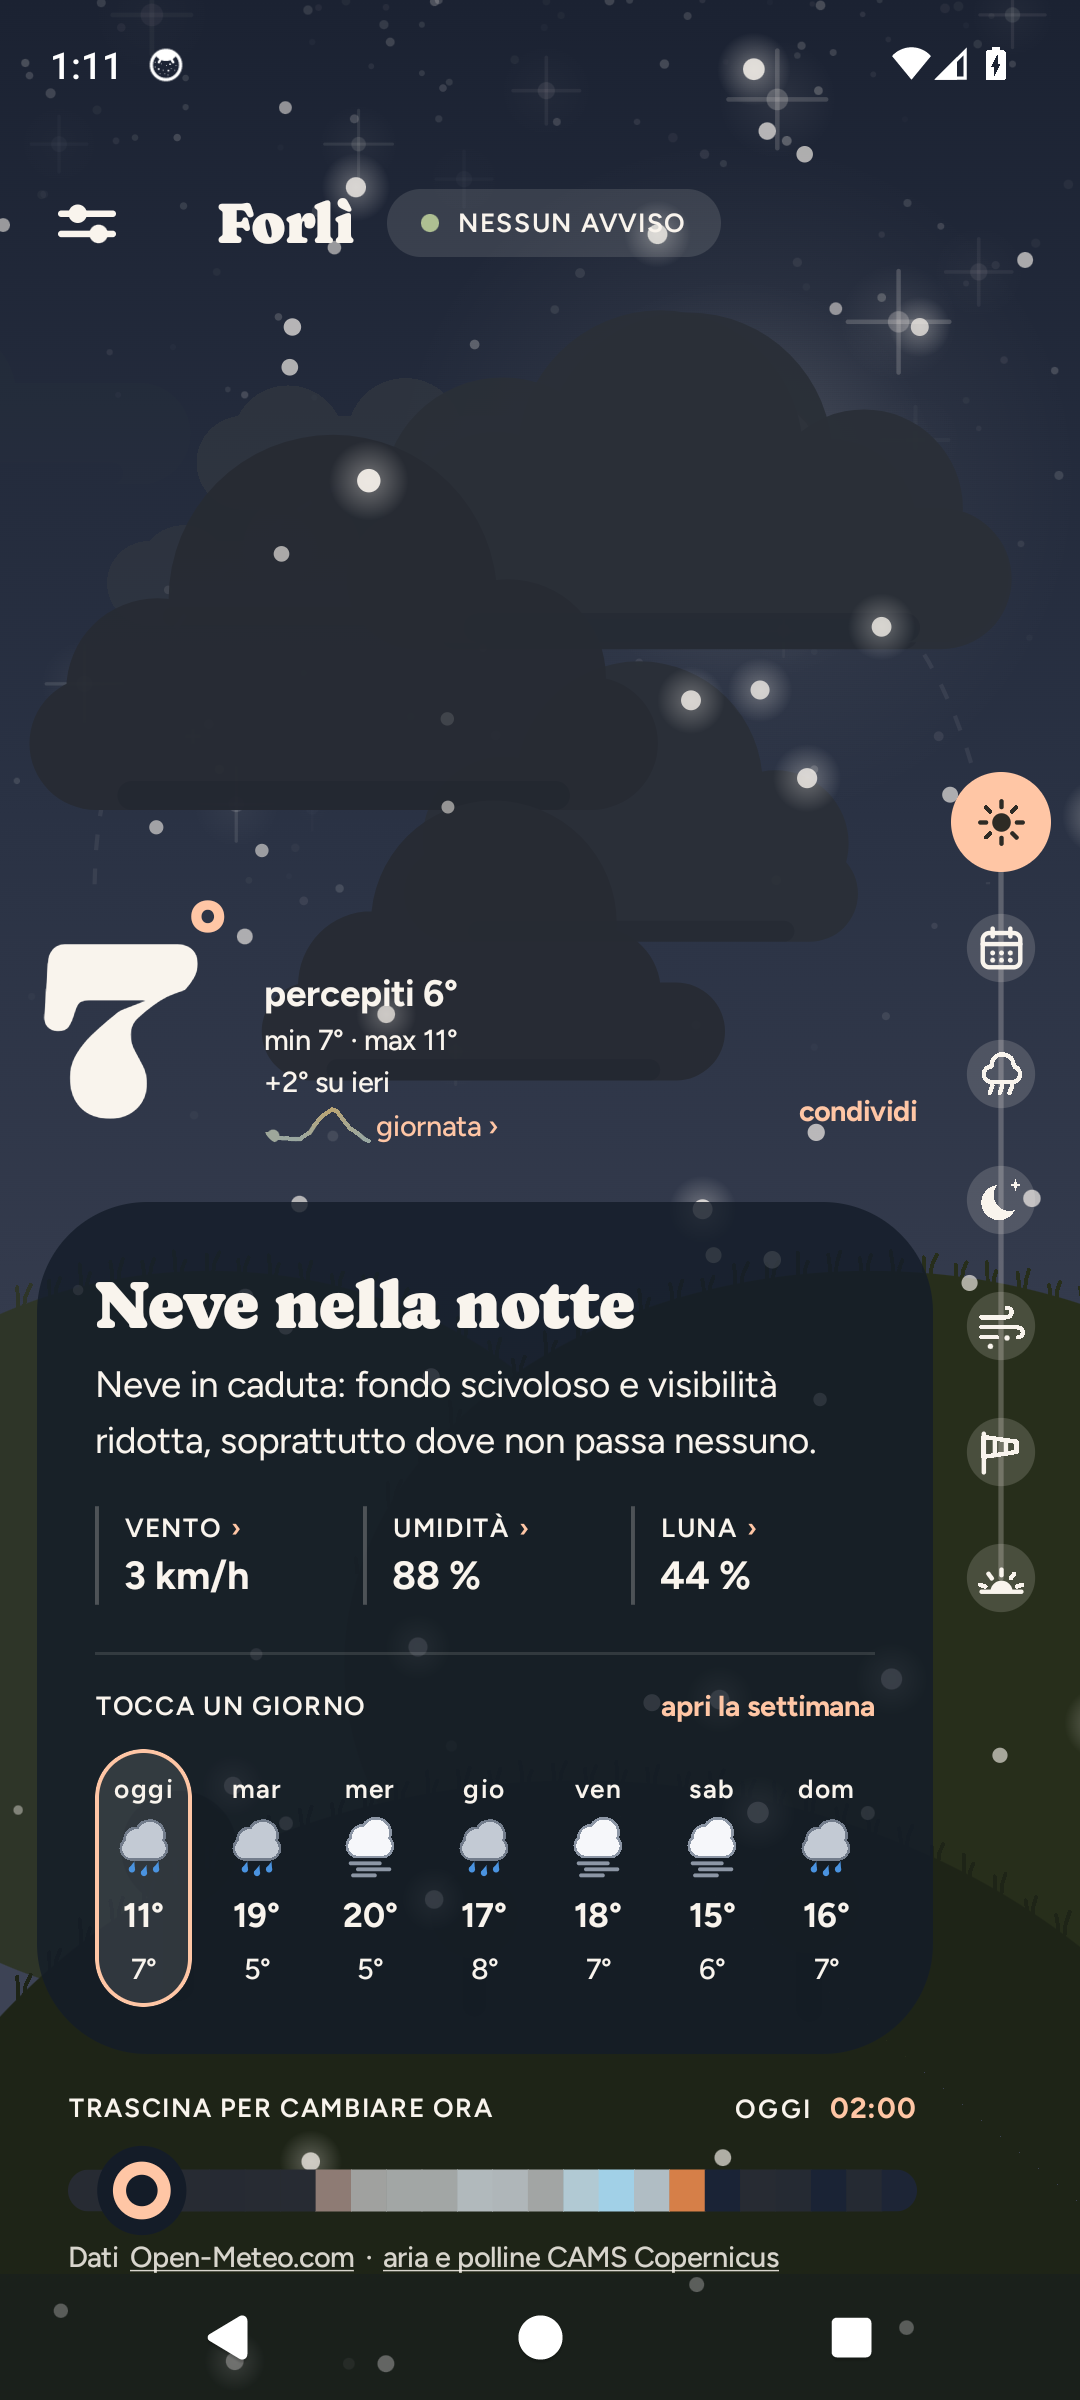 1:11
Forlì
NESSUN AVVISO
7°
percepiti 6°
min 7° · max 11°
+2° su ieri
giornata ›
condividi
Neve nella notte
Neve in caduta: fondo scivoloso e visibilità
ridotta, soprattutto dove non passa nessuno.
VENTO › UMIDITÀ › LUNA ›
3 km/h 88 % 44 %
TOCCA UN GIORNO apri la settimana
oggi mar mer gio ven sab dom
11° 19° 20° 17° 18° 15° 16°
7° 5° 5° 8° 7° 6° 7°
TRASCINA PER CAMBIARE ORA OGGI 02:00
Dati Open-Meteo.com · aria e polline CAMS Copernicus